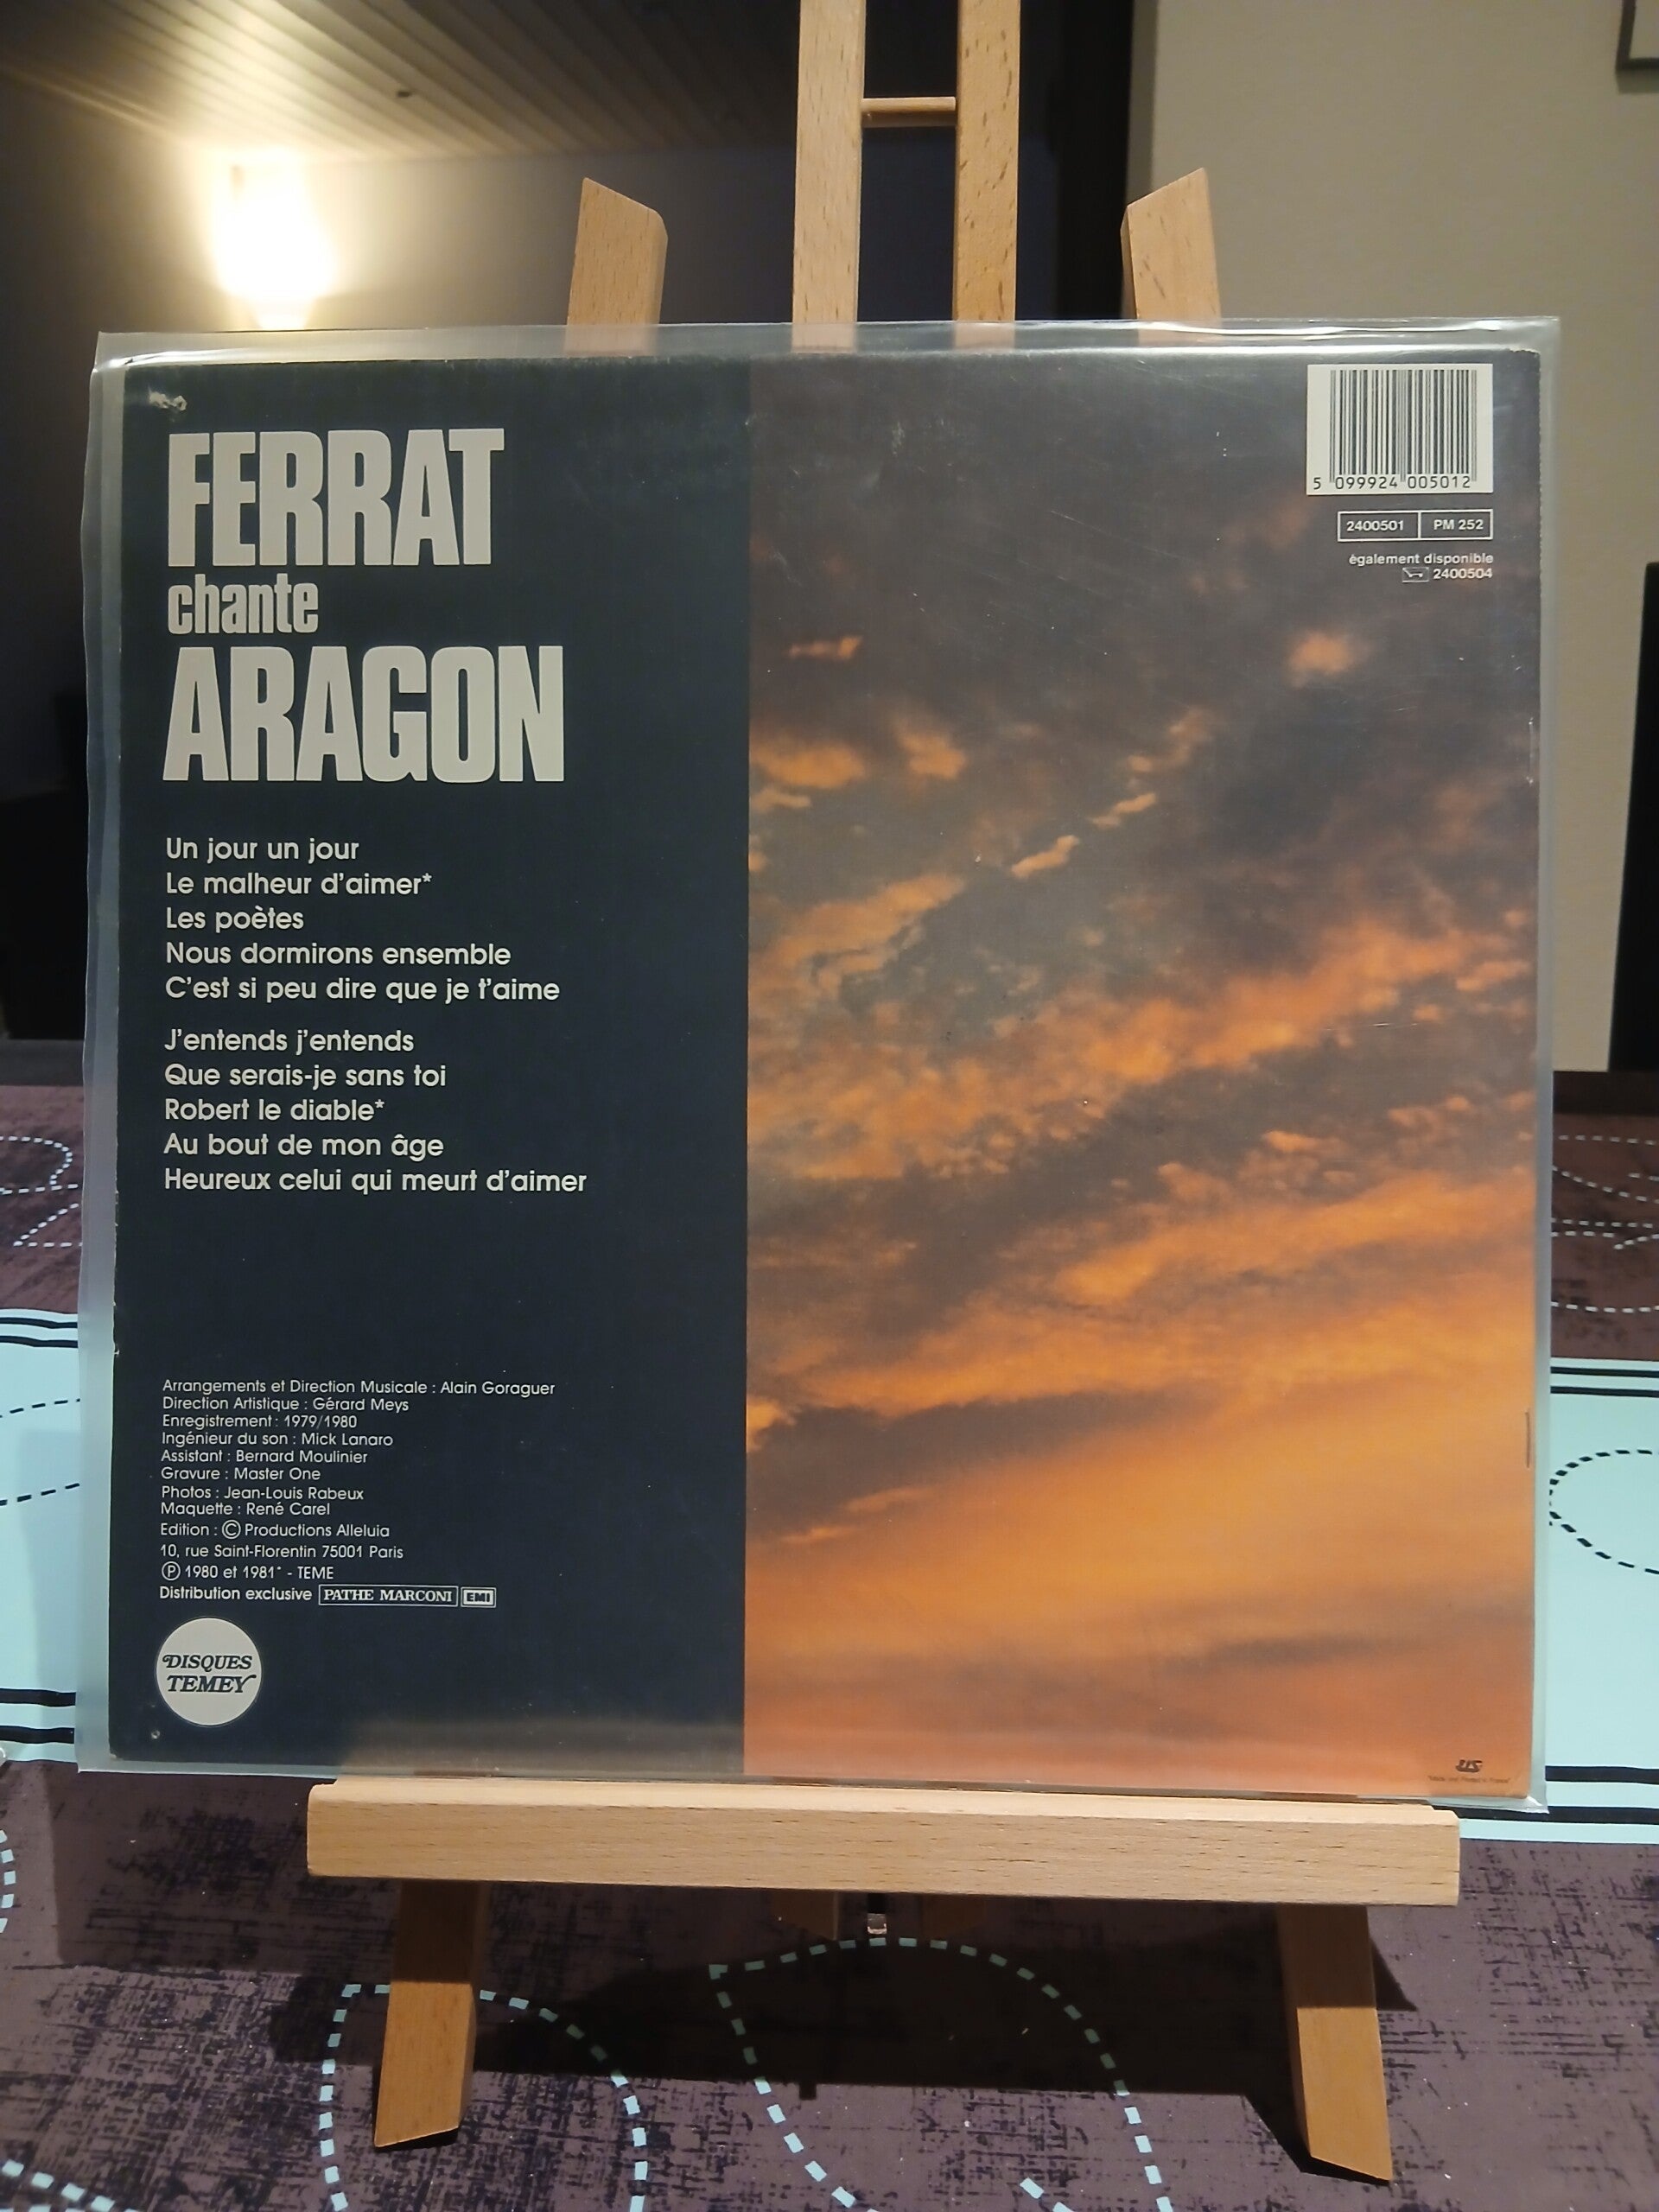 FERRAT
chante
ARAGON
Un jour un jour
Le malheur d'aimer*
Les poètes
Nous dormirons ensemble
C'est si peu dire que je t'aime
J'entends j'entends
Que serais-je sans toi
Robert le diable*
Au bout de mon âge
Heureux celui qui meurt d'aimer
Arrangements et Direction Musicale : Alain Goraguer
Direction Artistique : Gérard Meys
Enregistrement : 1979/1980
Ingénieur du son : Mick Lanaro
Assistant : Bernard Moulinier
Gravure : Master One
Photos : Jean-Louis Rabeux
Maquette : René Carel
Edition : © Productions Alleluia
10, rue Saint-Florentin 75001 Paris
℗ 1980 et 1981* - TEME
Distribution exclusive PATHE MARCONI EMI
DISQUES
TEMEY
5 099924 005012
2400501 PM 252
également disponible
2400504